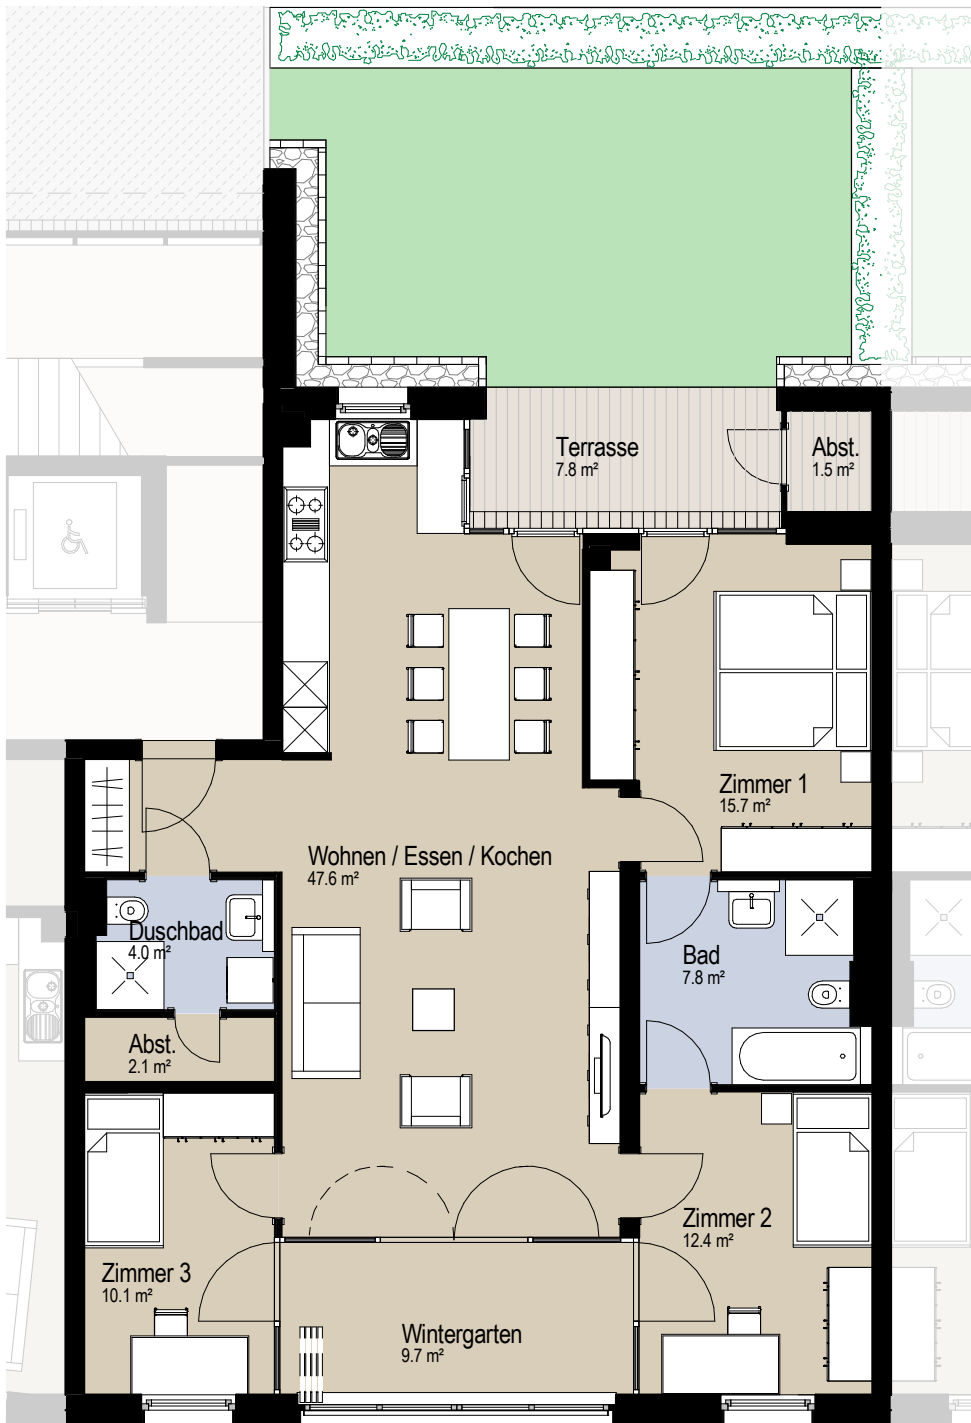 Terrasse
7.8 m²
Abst.
1.5 m²
Zimmer 1
15.7 m²
Wohnen / Essen / Kochen
47.6 m²
Duschbad
4.0 m²
Bad
7.8 m²
Abst.
2.1 m²
Zimmer 2
12.4 m²
Zimmer 3
10.1 m²
Wintergarten
9.7 m²